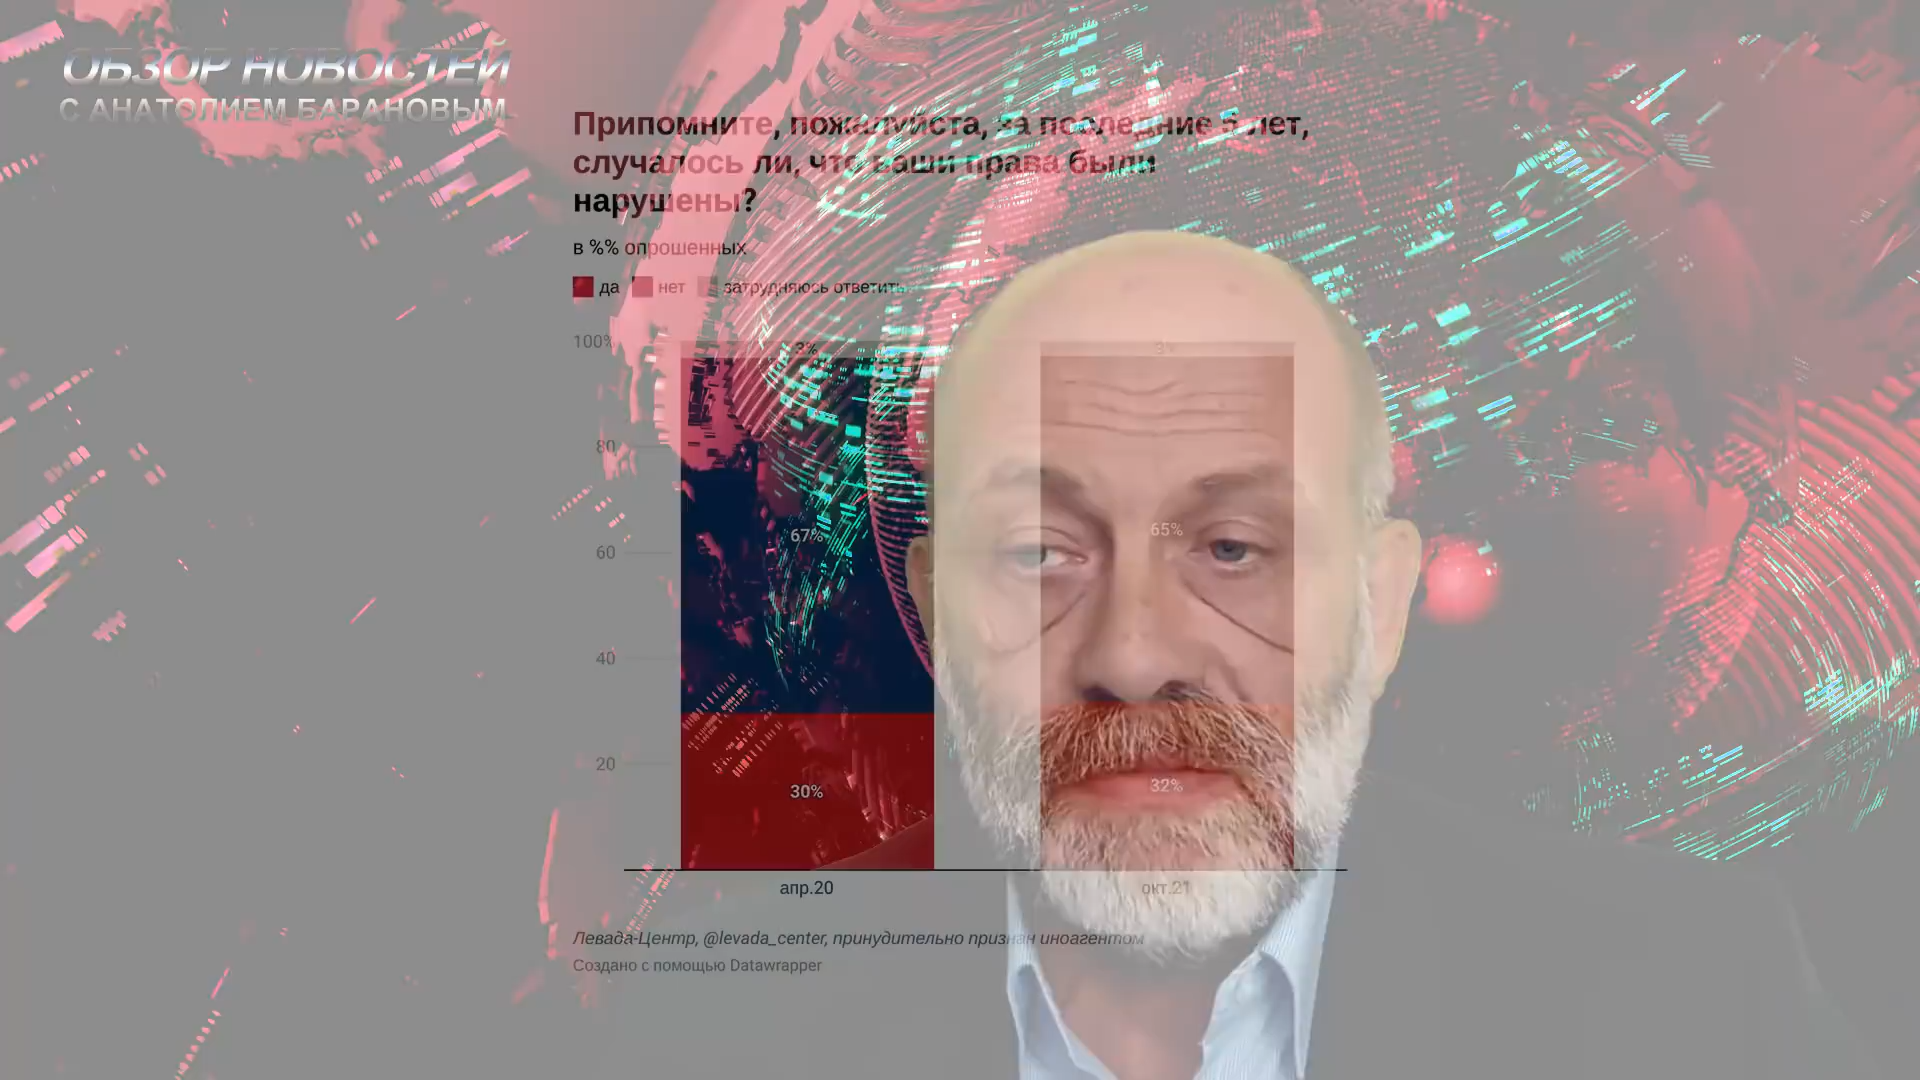 ОБЗОР НОВОСТЕЙ
С АНАТОЛИЕМ БАРАНОВЫМ
Припомните, пожалуйста, за последние 5 лет,
случалось ли, что ваши права были
нарушены?
в %% опрошенных
да нет затрудняюсь ответить
100%
3% 3%
80
67% 65%
60
40
20
30% 32%
апр.20 окт.21
Левада-Центр, @levada_center, принудительно признан иноагентом
Создано с помощью Datawrapper